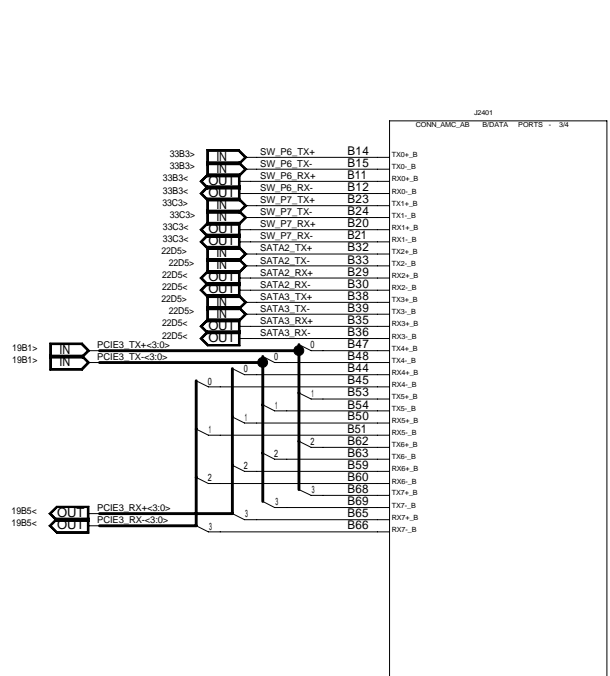 J2401
CONN_AMC_AB B/DATA PORTS - 3/4
33B3> IN SW_P6_TX+ B14 TX0+_B
33B3> IN SW_P6_TX- B15 TX0-_B
33B3< OUT SW_P6_RX+ B11 RX0+_B
33B3< OUT SW_P6_RX- B12 RX0-_B
33C3> IN SW_P7_TX+ B23 TX1+_B
33C3> IN SW_P7_TX- B24 TX1-_B
33C3< OUT SW_P7_RX+ B20 RX1+_B
33C3< OUT SW_P7_RX- B21 RX1-_B
22D5> IN SATA2_TX+ B32 TX2+_B
22D5> IN SATA2_TX- B33 TX2-_B
22D5< OUT SATA2_RX+ B29 RX2+_B
22D5< OUT SATA2_RX- B30 RX2-_B
22D5> IN SATA3_TX+ B38 TX3+_B
22D5> IN SATA3_TX- B39 TX3-_B
22D5< OUT SATA3_RX+ B35 RX3+_B
22D5< OUT SATA3_RX- B36 RX3-_B
19B1> IN PCIE3_TX+<3:0> 0 B47 TX4+_B
19B1> IN PCIE3_TX-<3:0> 0 B48 TX4-_B
0 B44 RX4+_B
0 B45 RX4-_B
1 B53 TX5+_B
1 B54 TX5-_B
1 B50 RX5+_B
1 B51 RX5-_B
2 B62 TX6+_B
2 B63 TX6-_B
2 B59 RX6+_B
2 B60 RX6-_B
3 B68 TX7+_B
3 B69 TX7-_B
19B5< OUT PCIE3_RX+<3:0> 3 B65 RX7+_B
19B5< OUT PCIE3_RX-<3:0> 3 B66 RX7-_B